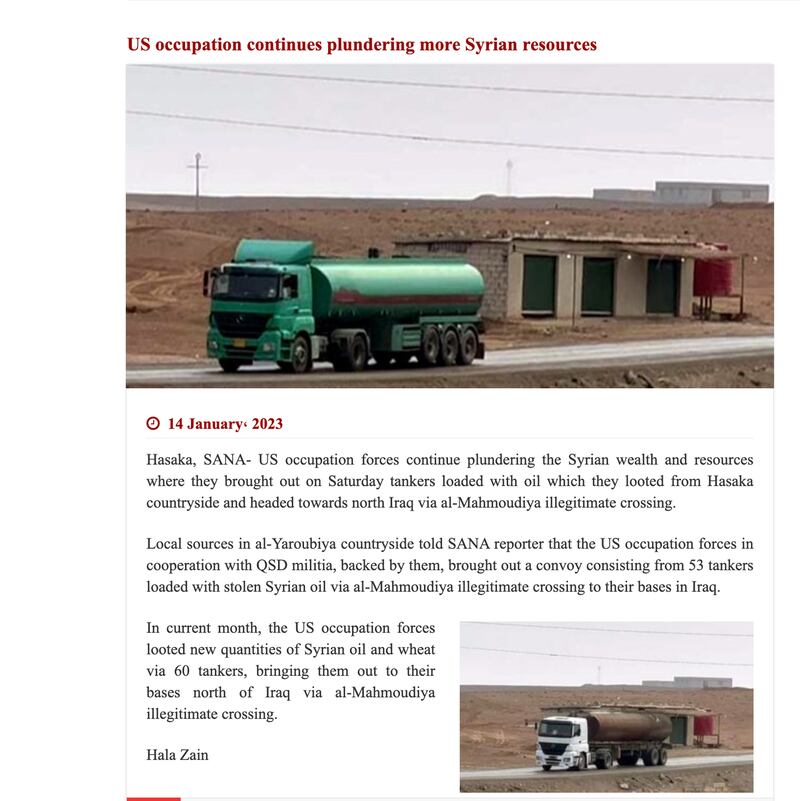 US occupation continues plundering more Syrian resources
14 January، 2023
Hasaka, SANA- US occupation forces continue plundering the Syrian wealth and resources
where they brought out on Saturday tankers loaded with oil which they looted from Hasaka
countryside and headed towards north Iraq via al-Mahmoudiya illegitimate crossing.
Local sources in al-Yaroubiya countryside told SANA reporter that the US occupation forces in
cooperation with QSD militia, backed by them, brought out a convoy consisting from 53 tankers
loaded with stolen Syrian oil via al-Mahmoudiya illegitimate crossing to their bases in Iraq.
In current month, the US occupation forces
looted new quantities of Syrian oil and wheat
via 60 tankers, bringing them out to their
bases north of Iraq via al-Mahmoudiya
illegitimate crossing.
Hala Zain